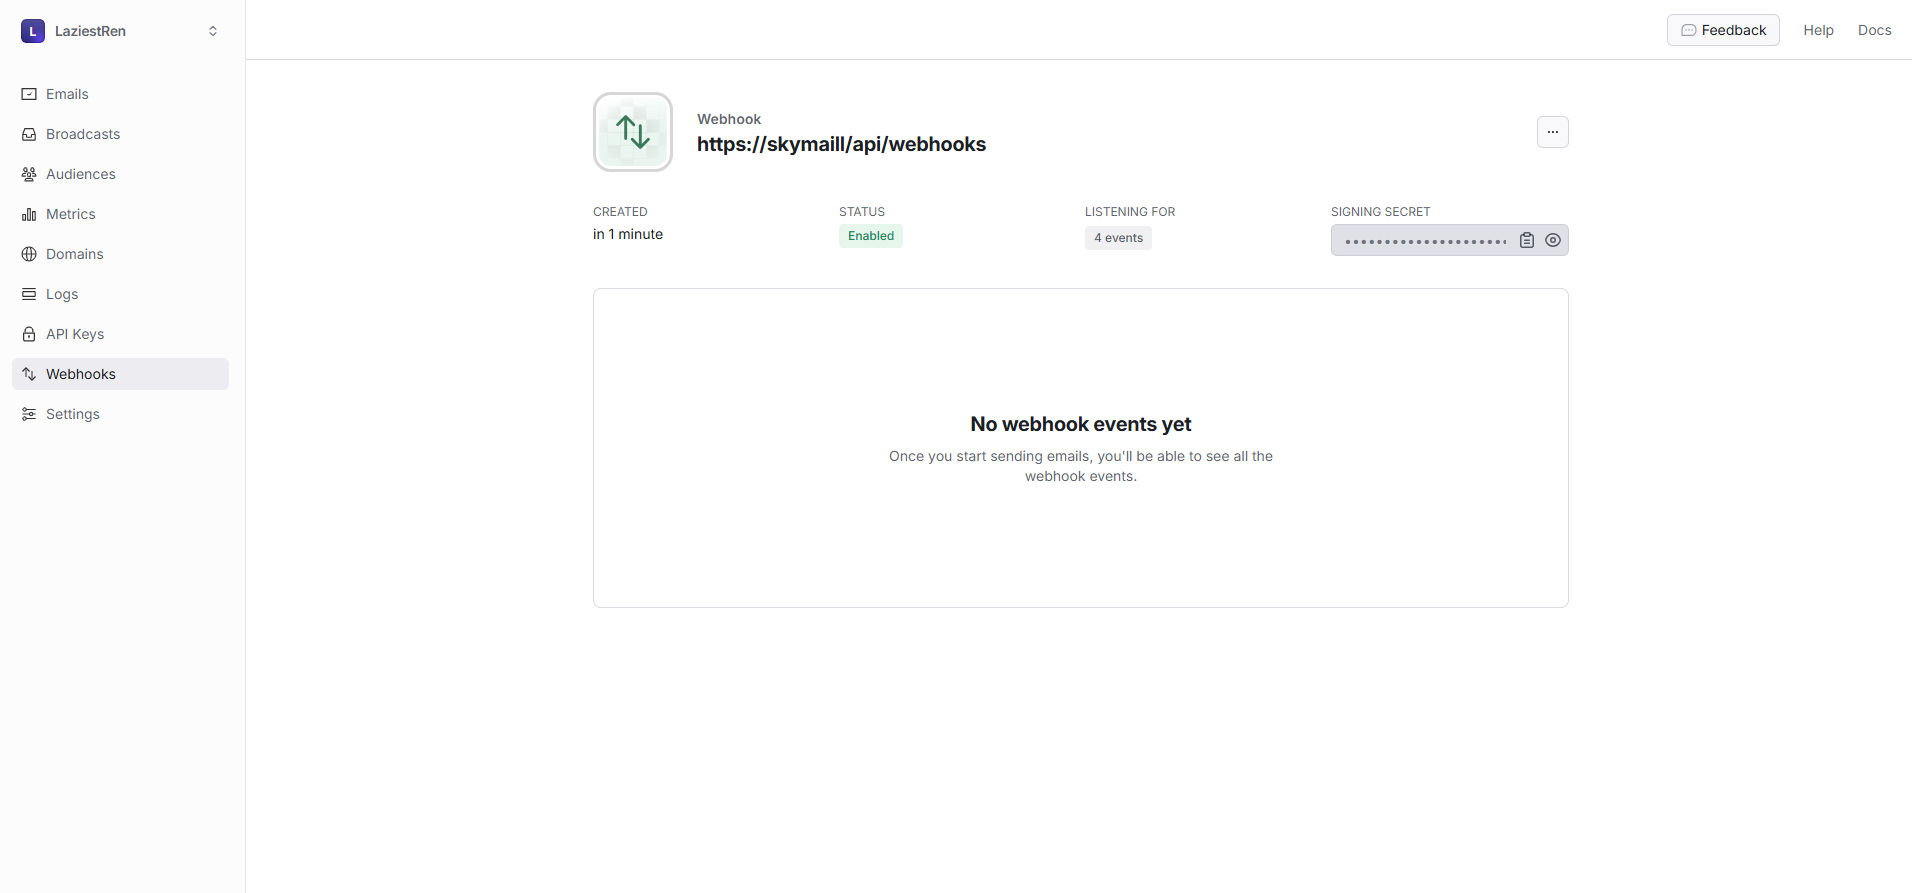 L LaziestRen
Feedback
Help
Docs
Emails
Broadcasts
Audiences
Metrics
Domains
Logs
API Keys
Webhooks
Settings
Webhook
https://skymaill/api/webhooks
CREATED
in 1 minute
STATUS
Enabled
LISTENING FOR
4 events
SIGNING SECRET
No webhook events yet
Once you start sending emails, you'll be able to see all the
webhook events.